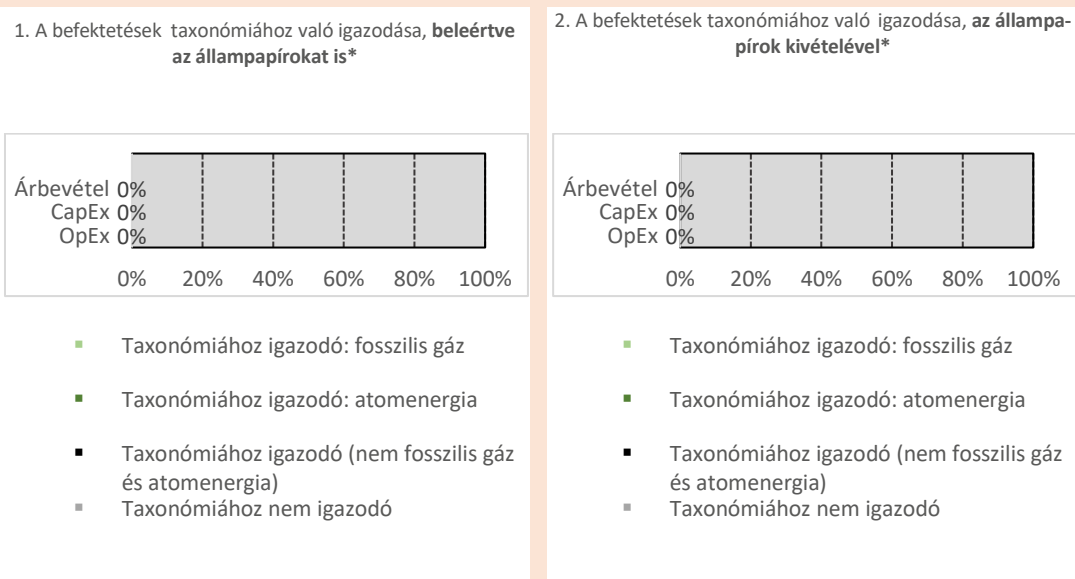 1. A befektetések taxonómiához való igazodása, beleértve
az állampapírokat is*
Árbevétel 0%
CapEx 0%
OpEx 0%
0% 20% 40% 60% 80% 100%
Taxonómiához igazodó: fosszilis gáz
Taxonómiához igazodó: atomenergia
Taxonómiához igazodó (nem fosszilis gáz
és atomenergia)
Taxonómiához nem igazodó
2. A befektetések taxonómiához való igazodása, az állampa-
pírok kivételével*
Árbevétel 0%
CapEx 0%
OpEx 0%
0% 20% 40% 60% 80% 100%
Taxonómiához igazodó: fosszilis gáz
Taxonómiához igazodó: atomenergia
Taxonómiához igazodó (nem fosszilis gáz
és atomenergia)
Taxonómiához nem igazodó